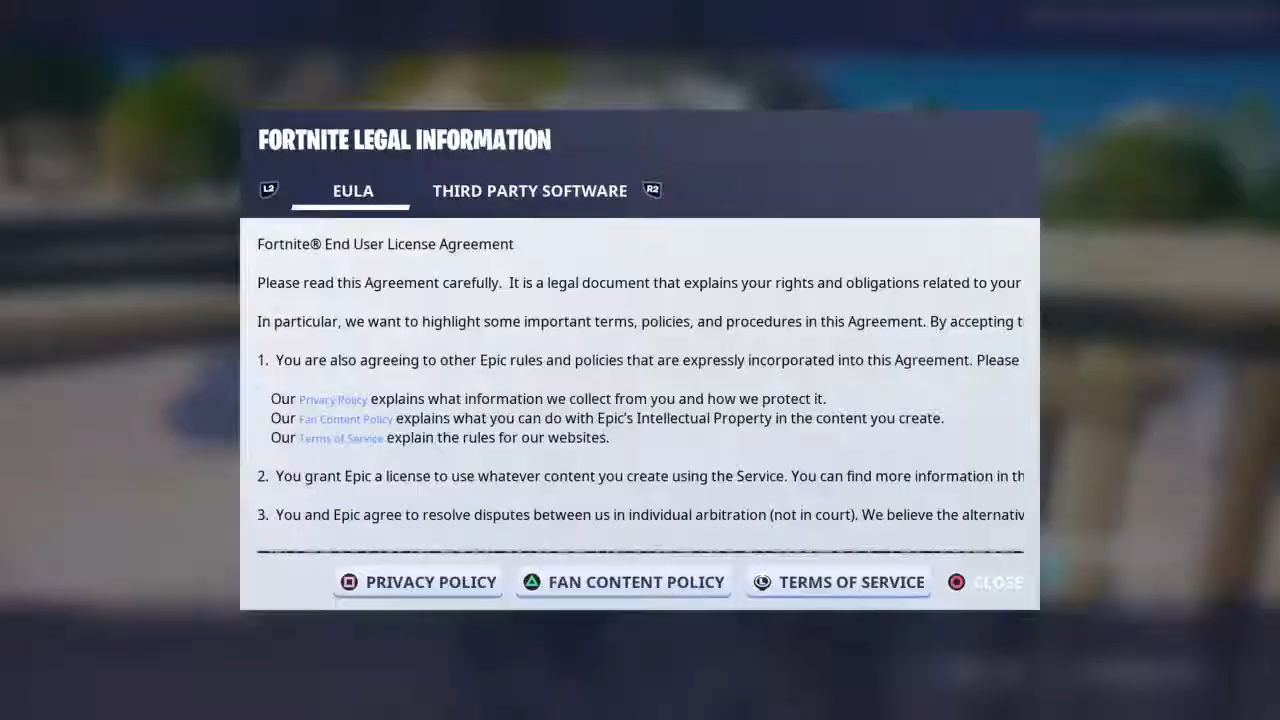 FORTNITE LEGAL INFORMATION
L2 EULA THIRD PARTY SOFTWARE R2
Fortnite® End User License Agreement
Please read this Agreement carefully.  It is a legal document that explains your rights and obligations related to your
In particular, we want to highlight some important terms, policies, and procedures in this Agreement. By accepting t
1.  You are also agreeing to other Epic rules and policies that are expressly incorporated into this Agreement. Please
Our Privacy Policy explains what information we collect from you and how we protect it.
Our Fan Content Policy explains what you can do with Epic’s Intellectual Property in the content you create.
Our Terms of Service explain the rules for our websites.
2.  You grant Epic a license to use whatever content you create using the Service. You can find more information in th
3.  You and Epic agree to resolve disputes between us in individual arbitration (not in court). We believe the alternativ
PRIVACY POLICY FAN CONTENT POLICY L TERMS OF SERVICE CLOSE